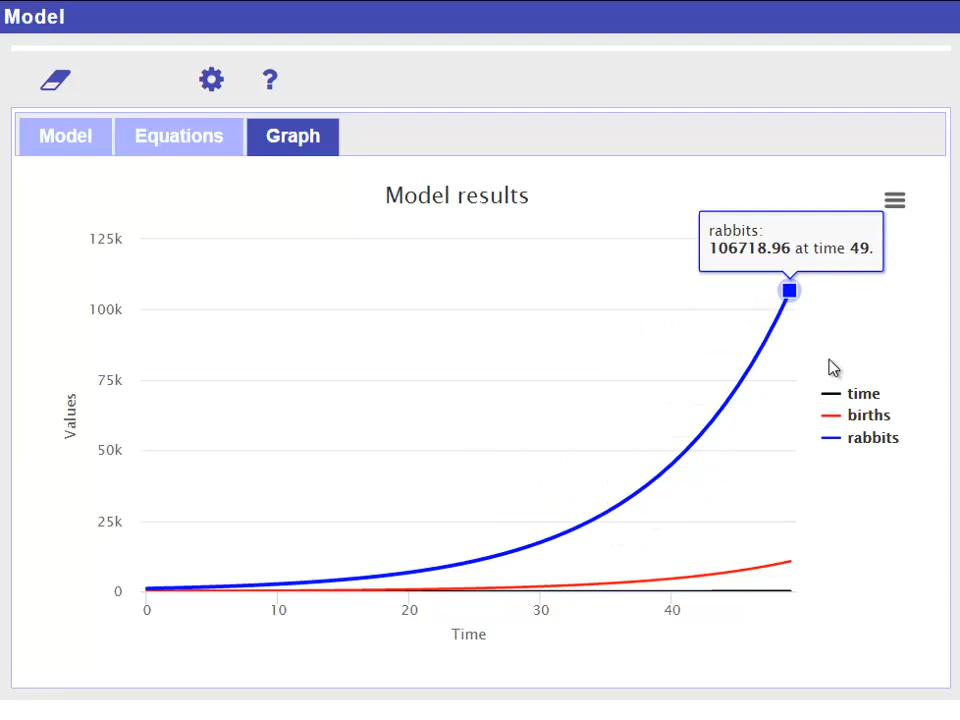 Model
?
Model Equations Graph
Model results
rabbits:
106718.96 at time 49.
125k
100k
75k
50k
25k
0
Values
0 10 20 30 40
Time
time
births
rabbits